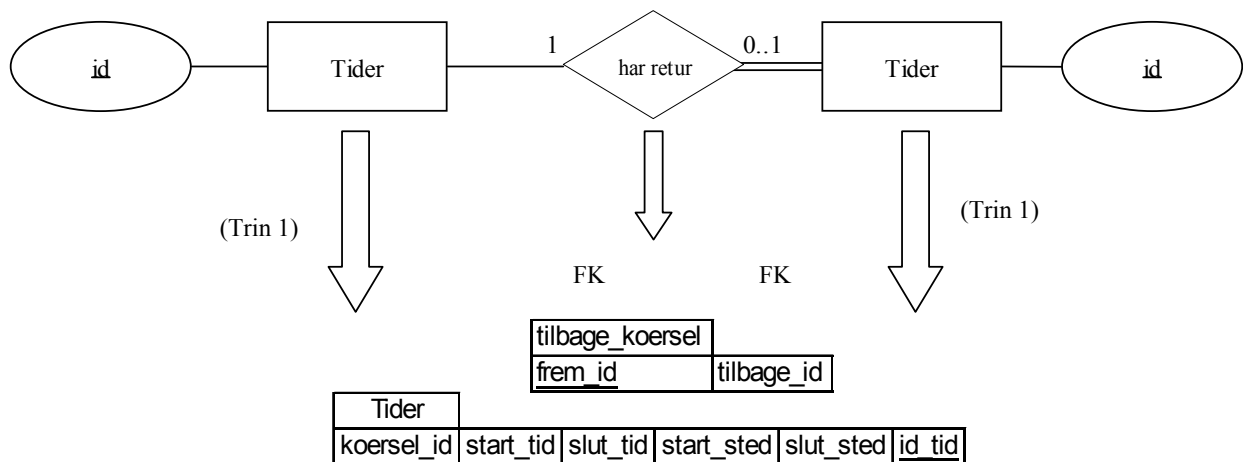 id Tider 1 har retur 0..1 Tider id
(Trin 1) (Trin 1)
FK FK
tilbage_koersel
frem_id tilbage_id
Tider
koersel_id start_tid slut_tid start_sted slut_sted id_tid